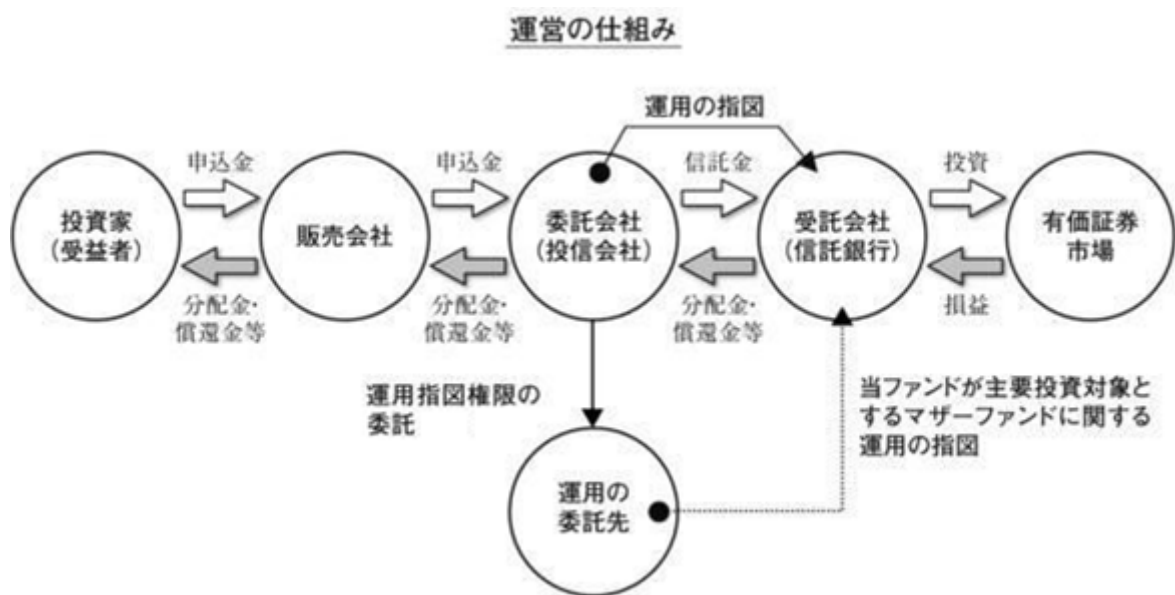 運営の仕組み
運用の指図
申込金
申込金
信託金
投資
投資家
(受益者)
販売会社
委託会社
(投信会社)
受託会社
(信託銀行)
有価証券
市場
分配金・
償還金等
分配金・
償還金等
分配金・
償還金等
損益
運用指図権限の
委託
当ファンドが主要投資対象と
するマザーファンドに関する
運用の指図
運用の
委託先